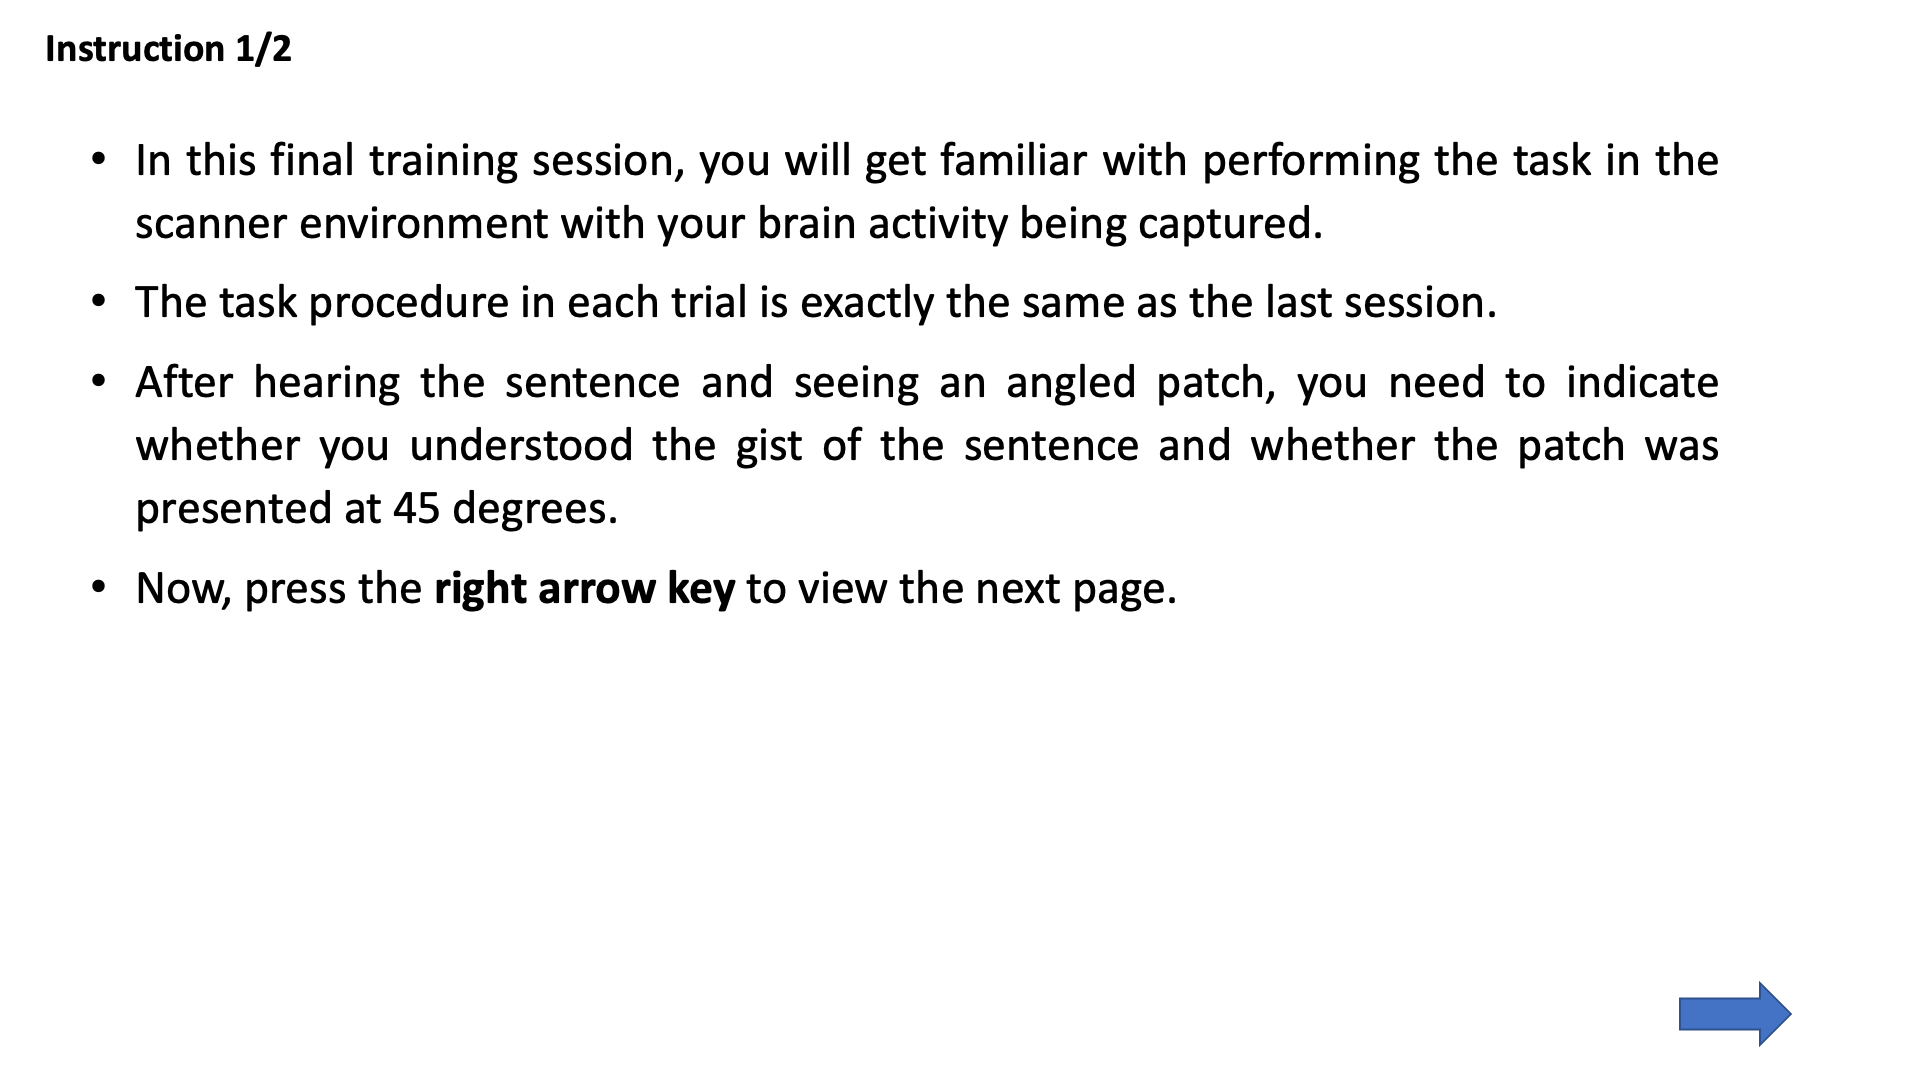 Instruction 1/2
• In this final training session, you will get familiar with performing the task in the
scanner environment with your brain activity being captured.
• The task procedure in each trial is exactly the same as the last session.
• After hearing the sentence and seeing an angled patch, you need to indicate
whether you understood the gist of the sentence and whether the patch was
presented at 45 degrees.
• Now, press the right arrow key to view the next page.